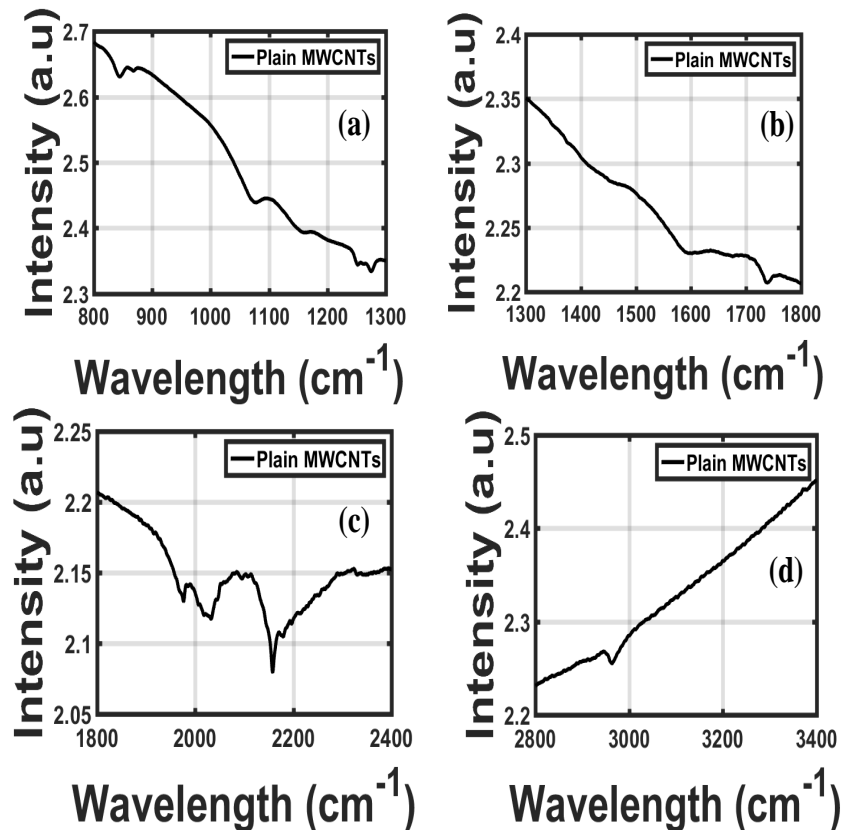 Intensity (a.u)
2.7
2.6
2.5
2.4
2.3
Plain MWCNTs
(a)
800 900 1000 1100 1200 1300
Wavelength (cm-1)
Intensity (a.u)
2.4
2.35
2.3
2.25
2.2
Plain MWCNTs
(b)
1300 1400 1500 1600 1700 1800
Wavelength (cm-1)
Intensity (a.u)
2.25
2.2
2.15
2.1
2.05
Plain MWCNTs
(c)
1800 2000 2200 2400
Wavelength (cm-1)
Intensity (a.u)
2.5
2.4
2.3
2.2
Plain MWCNTs
(d)
2800 3000 3200 3400
Wavelength (cm-1)